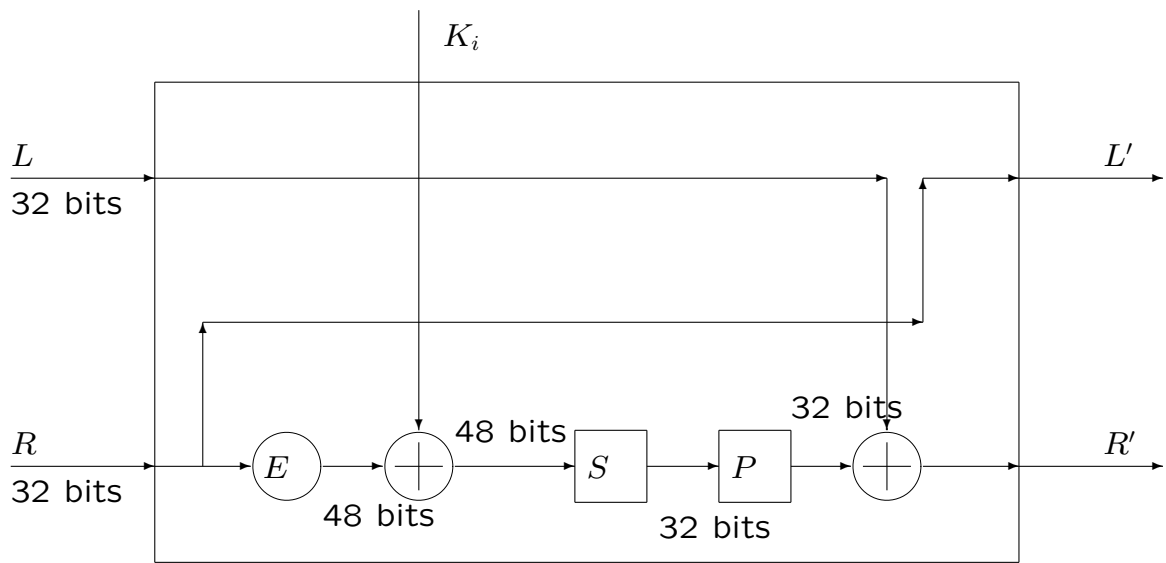 K_i
L
L′
32 bits
32 bits
R
48 bits
R′
E
S
P
32 bits
48 bits
32 bits